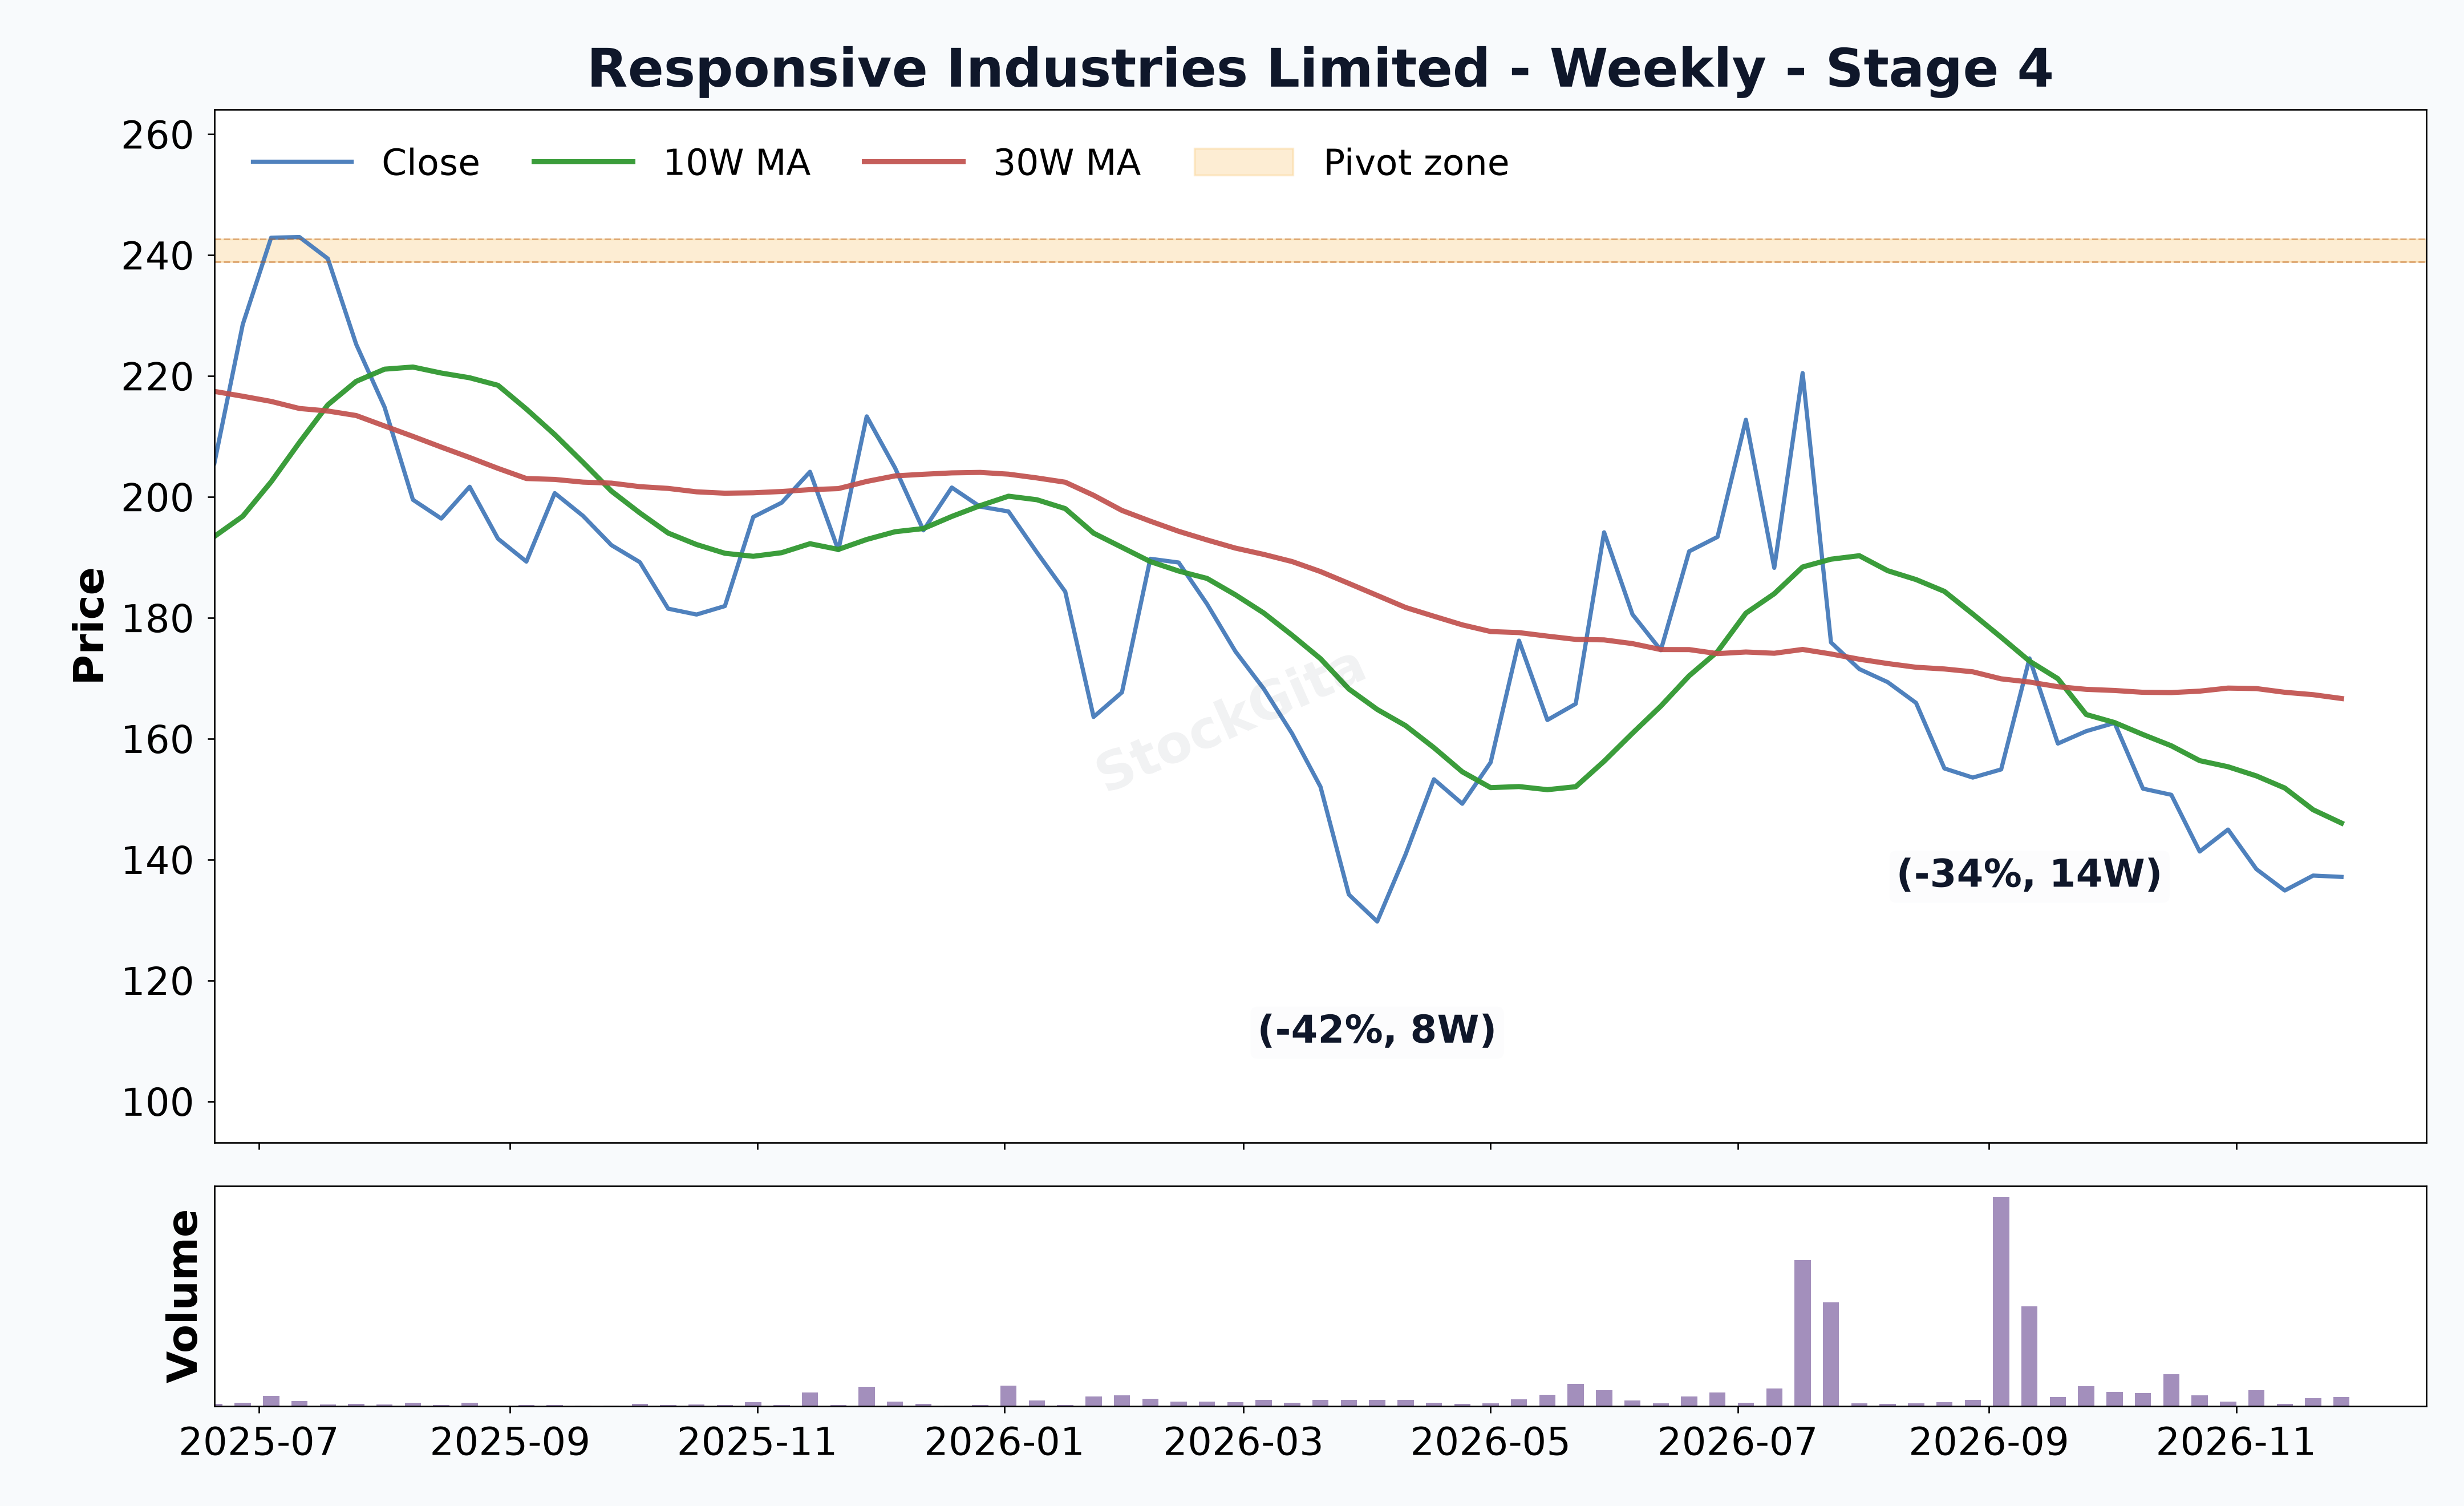 Responsive Industries Limited - Weekly - Stage 4
Close 10W MA 30W MA Pivot zone
260
240
220
200
180
160
140
120
100
Price
StockGita
(-34%, 14W)
(-42%, 8W)
Volume
2025-07 2025-09 2025-11 2026-01 2026-03 2026-05 2026-07 2026-09 2026-11